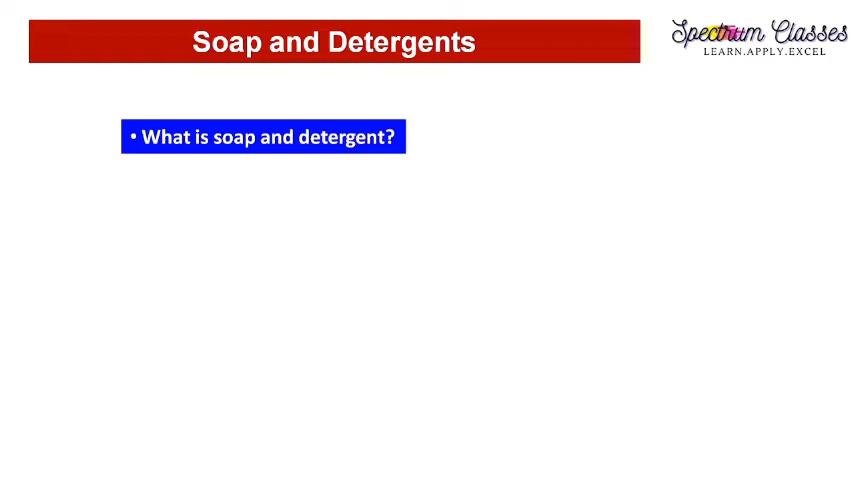 Soap and Detergents
Spectrum Classes
LEARN.APPLY.EXCEL
• What is soap and detergent?